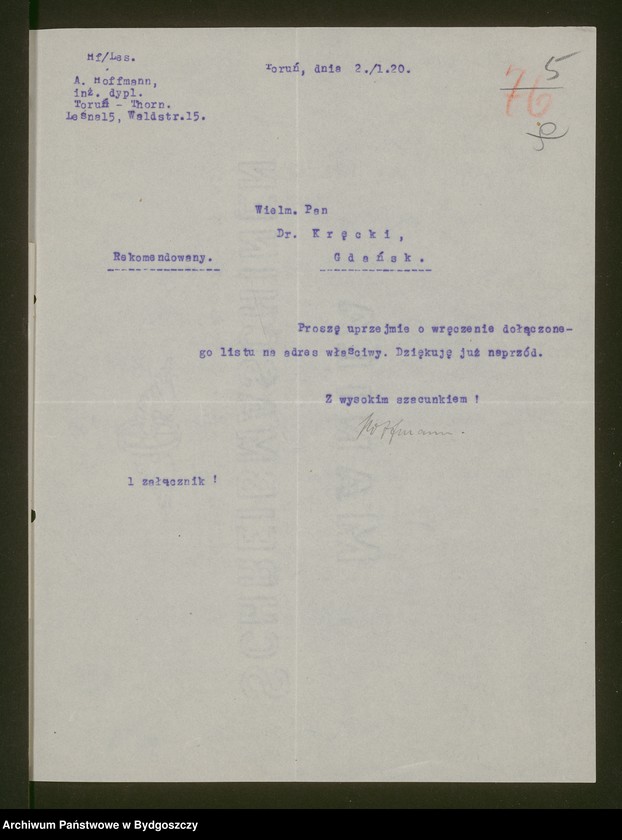 Hf/Les.
Toruń, dnia 2./1.20.
5
76
A. Hoffmann,
inż. dypl.
Toruń - Thorn.
Leśna15, Waldstr.15.
Wielm. Pan
Dr. Kręcki,
Rekomendowany.
Gdańsk.
Proszę uprzejmie o wręczenie dołączone-
go listu na adres właściwy. Dziękuję już naprzód.
Z wysokim szacunkiem !
Hoffmann.
1 załącznik !
Archiwum Państwowe w Bydgoszczy